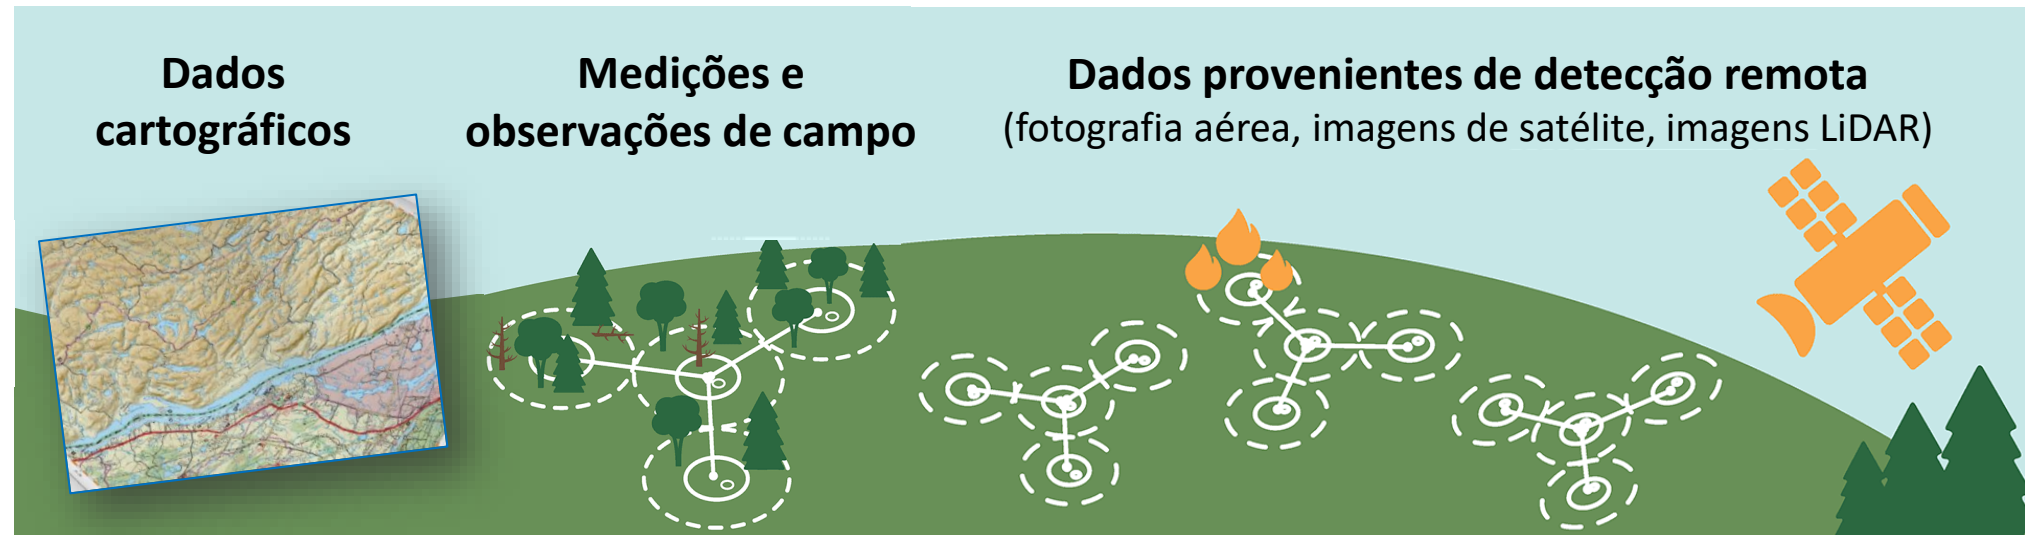 Dados
cartográficos
Medições e
observações de campo
Dados provenientes de detecção remota
(fotografia aérea, imagens de satélite, imagens LiDAR)